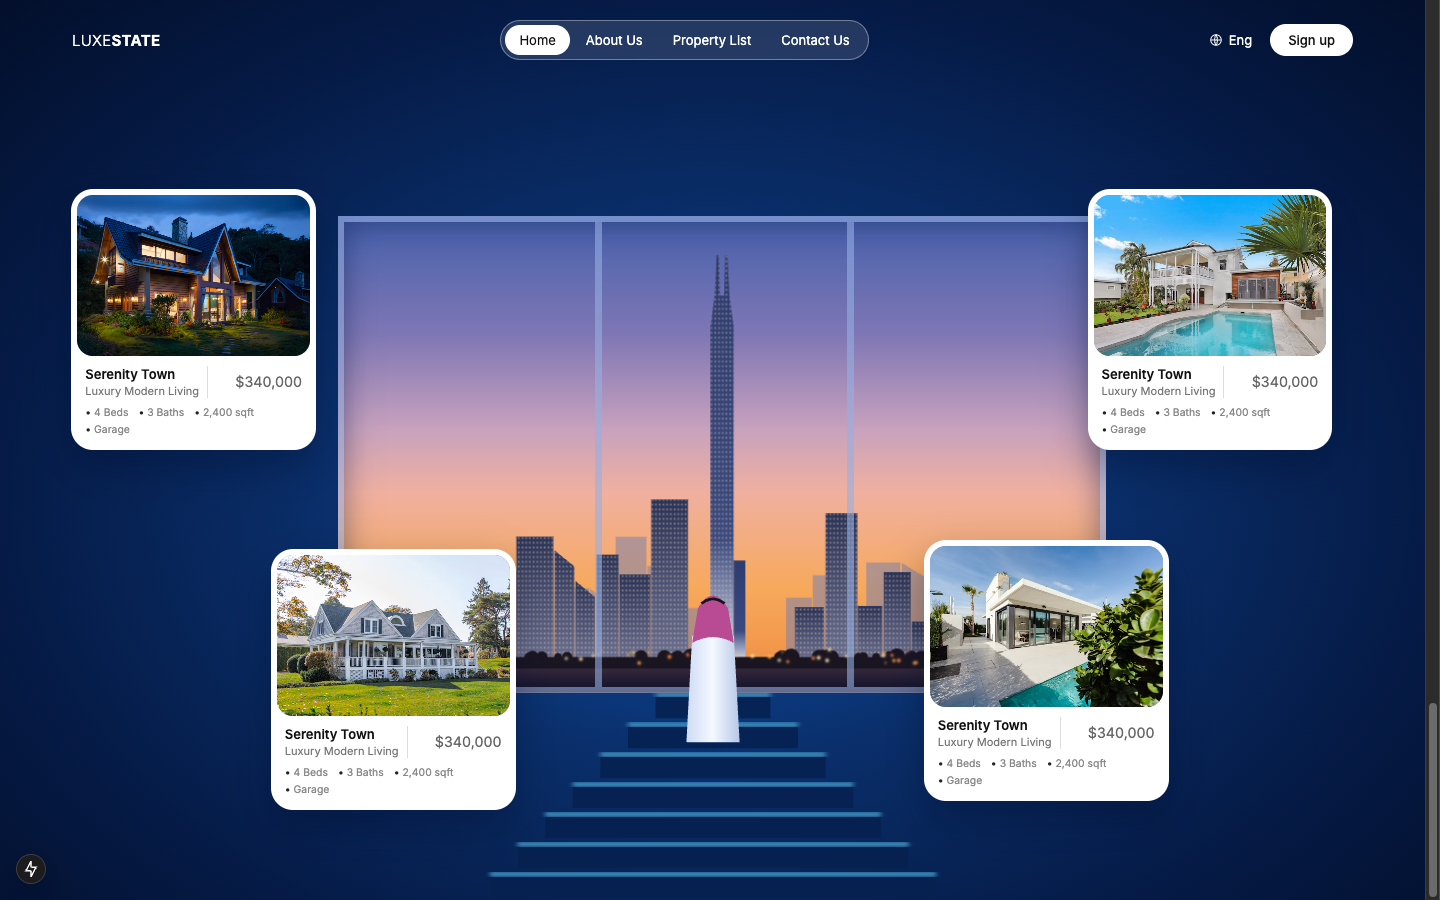 LUXESTATE
Home
About Us
Property List
Contact Us
Eng
Sign up
Serenity Town
Luxury Modern Living
$340,000
• 4 Beds • 3 Baths • 2,400 sqft
• Garage
Serenity Town
Luxury Modern Living
$340,000
• 4 Beds • 3 Baths • 2,400 sqft
• Garage
Serenity Town
Luxury Modern Living
$340,000
• 4 Beds • 3 Baths • 2,400 sqft
• Garage
Serenity Town
Luxury Modern Living
$340,000
• 4 Beds • 3 Baths • 2,400 sqft
• Garage